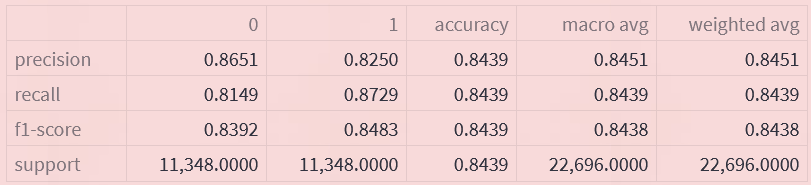 0 1 accuracy macro avg weighted avg
precision 0.8651 0.8250 0.8439 0.8451 0.8451
recall 0.8149 0.8729 0.8439 0.8439 0.8439
f1-score 0.8392 0.8483 0.8439 0.8438 0.8438
support 11,348.0000 11,348.0000 0.8439 22,696.0000 22,696.0000